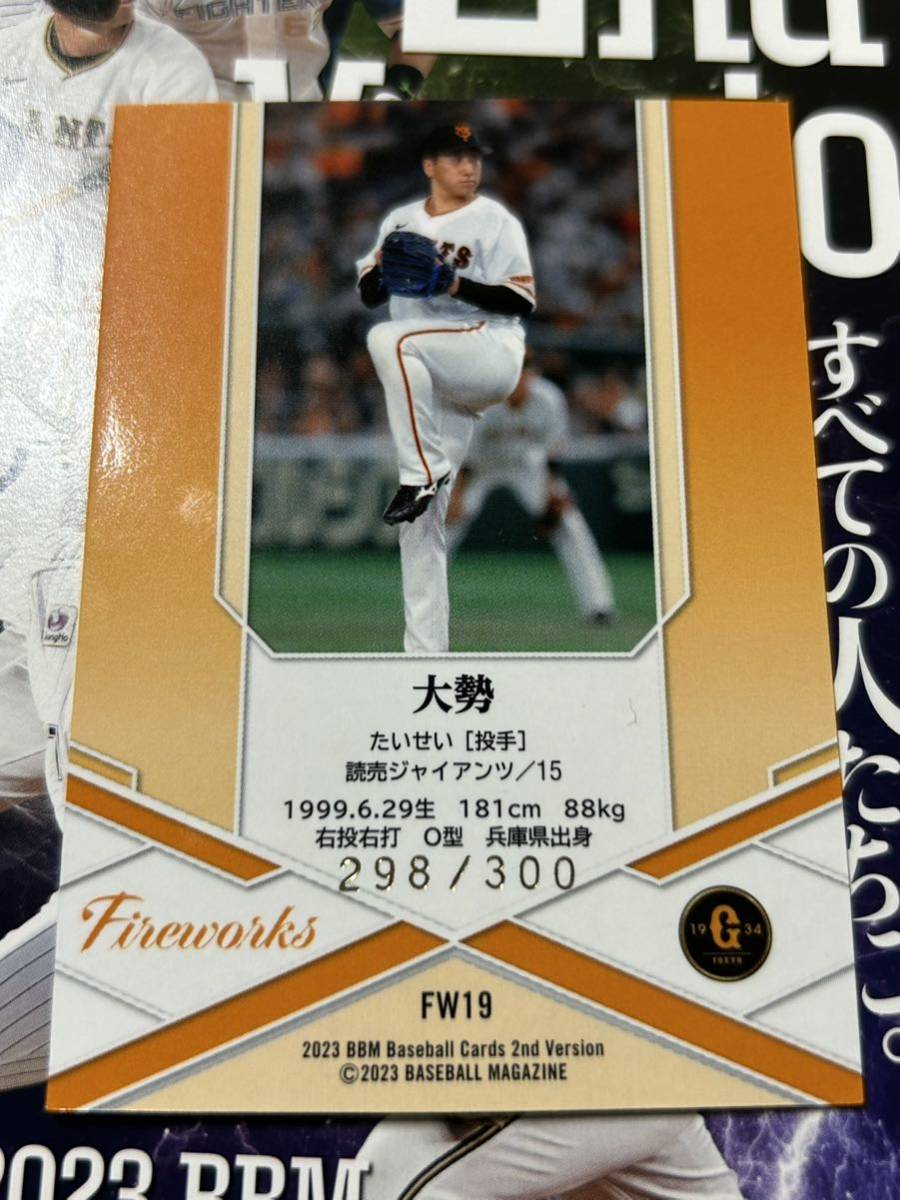 FIGHTER
大勢
たいせい［投手］
読売ジャイアンツ／15
1999.6.29生 181cm 88kg
右投右打 O型 兵庫県出身
298/300
Fireworks
19 G 34
TOKYO
FW19
2023 BBM Baseball Cards 2nd Version
©2023 BASEBALL MAGAZINE
すべての人たち
2023 BBM